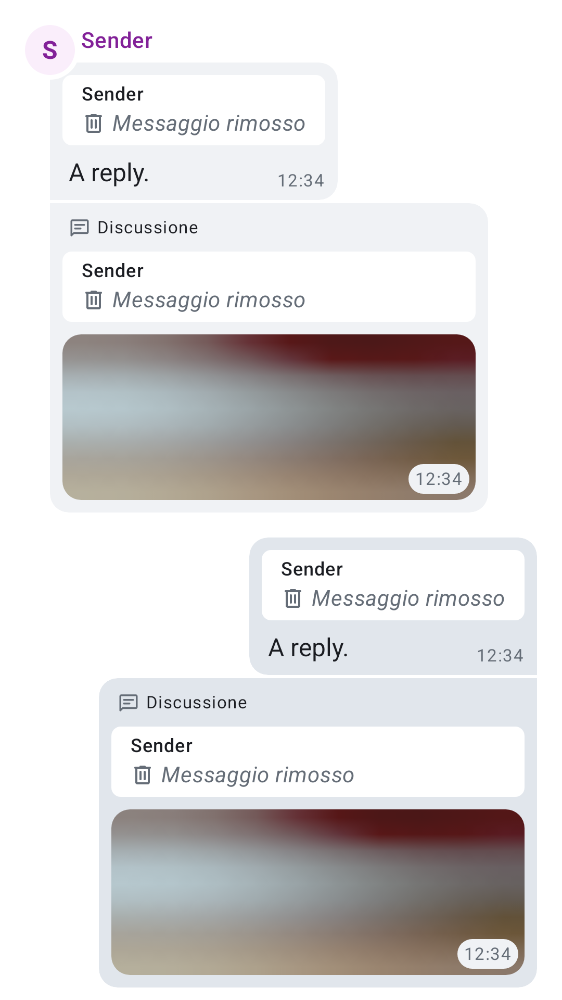 S
Sender
Sender
Messaggio rimosso
A reply.
12:34
Discussione
Sender
Messaggio rimosso
12:34
Sender
Messaggio rimosso
A reply.
12:34
Discussione
Sender
Messaggio rimosso
12:34